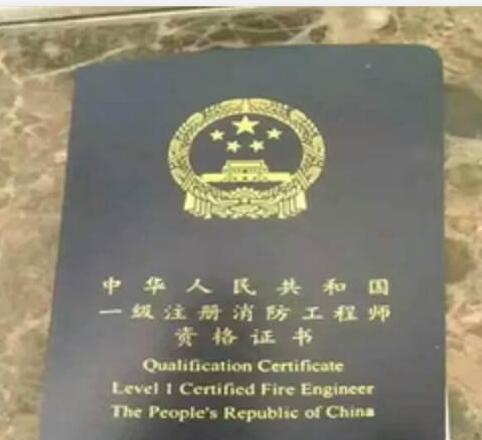 中华人民共和国
一级注册消防工程师
资格证书
Qualification Certificate
Level 1 Certified Fire Engineer
The People's Republic of China